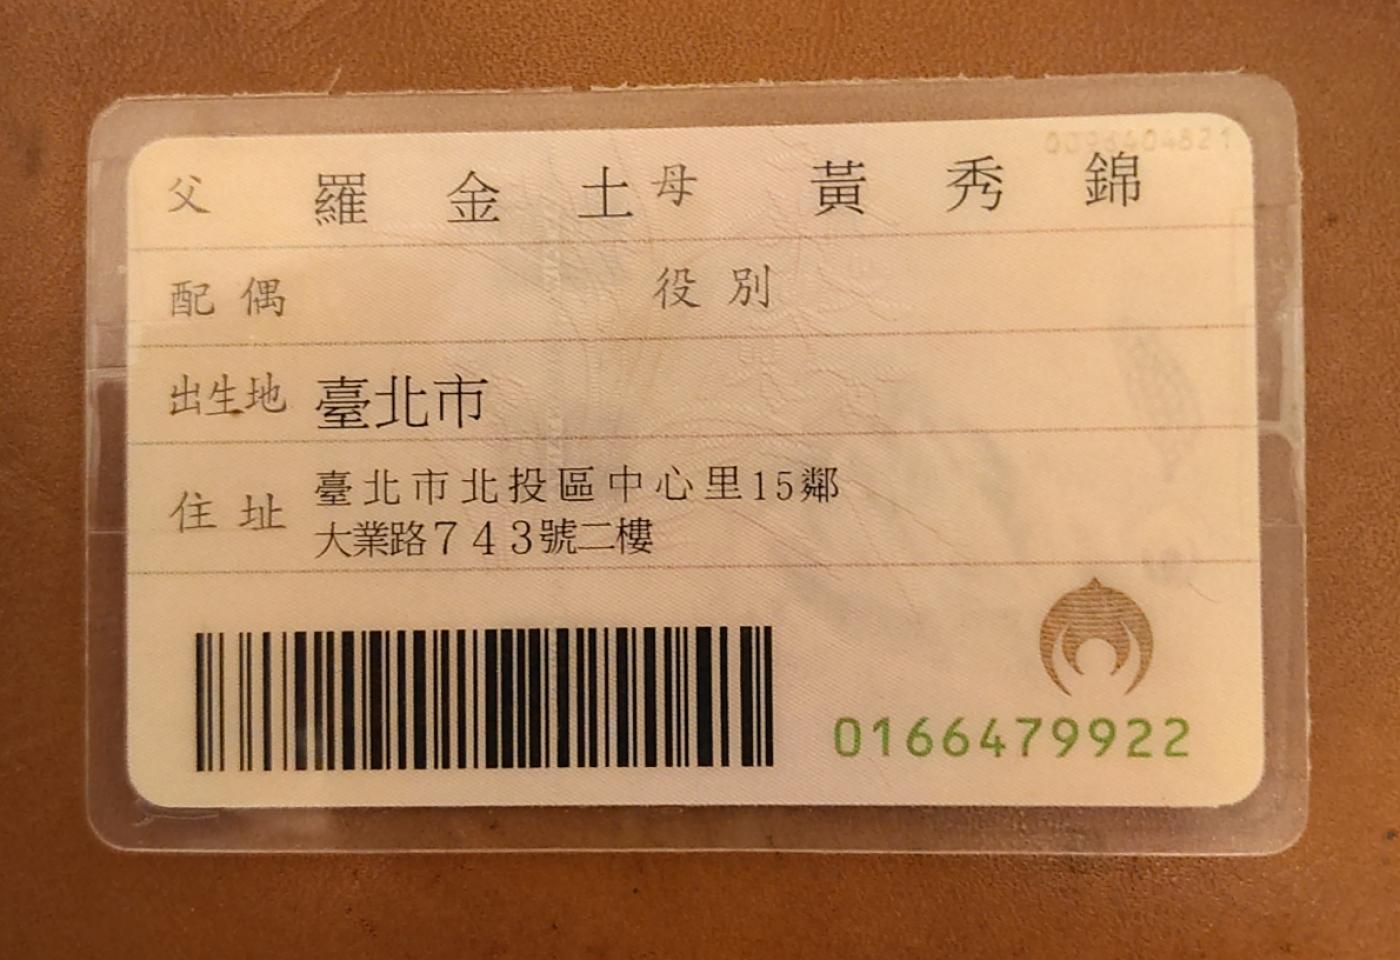 0096404821
父 羅金土 母 黃秀錦
配偶 役別
出生地 臺北市
住址 臺北市北投區中心里15鄰
大業路743號二樓
0166479922